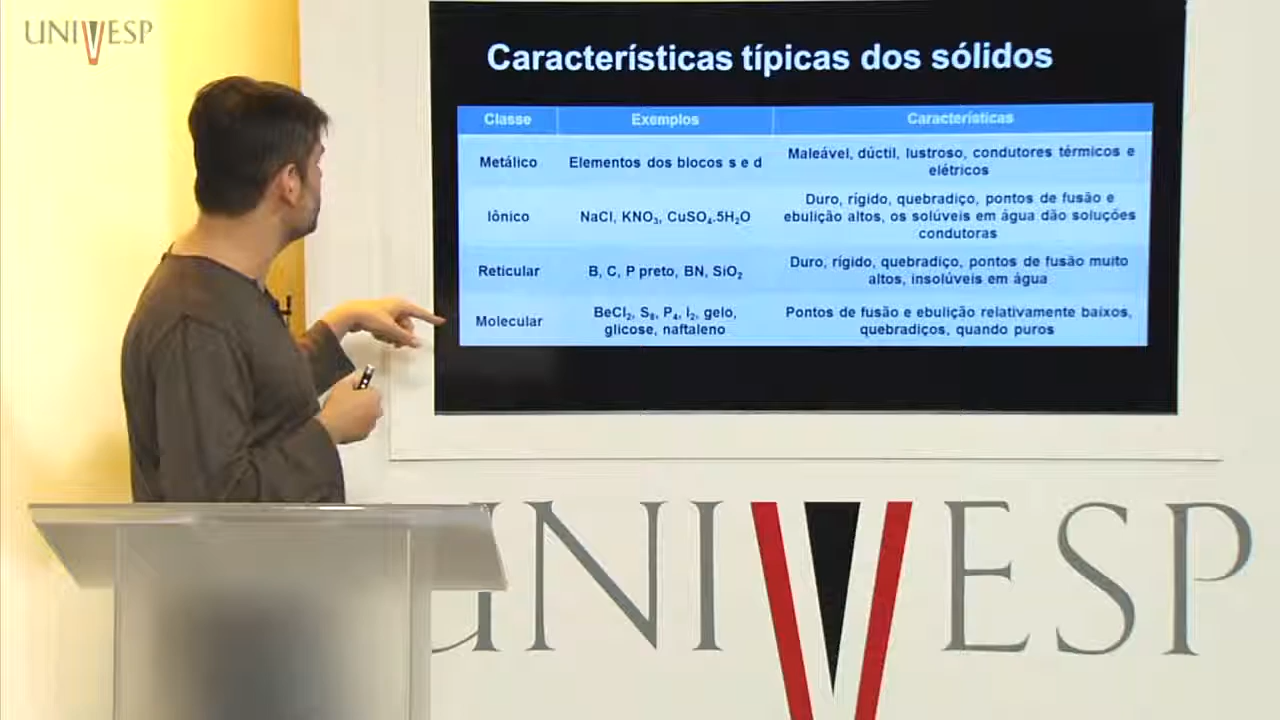 UNIVESP
Características típicas dos sólidos
Classe Exemplos Características
Metálico Elementos dos blocos s e d Maleável, dúctil, lustroso, condutores térmicos e
elétricos
Iônico NaCl, KNO₃, CuSO₄.5H₂O Duro, rígido, quebradiço, pontos de fusão e
ebulição altos, os solúveis em água dão soluções
condutoras
Reticular B, C, P preto, BN, SiO₂ Duro, rígido, quebradiço, pontos de fusão muito
altos, insolúveis em água
Molecular BeCl₂, S₈, P₄, I₂, gelo,
glicose, naftaleno Pontos de fusão e ebulição relativamente baixos,
quebradiços, quando puros
UNIVESP